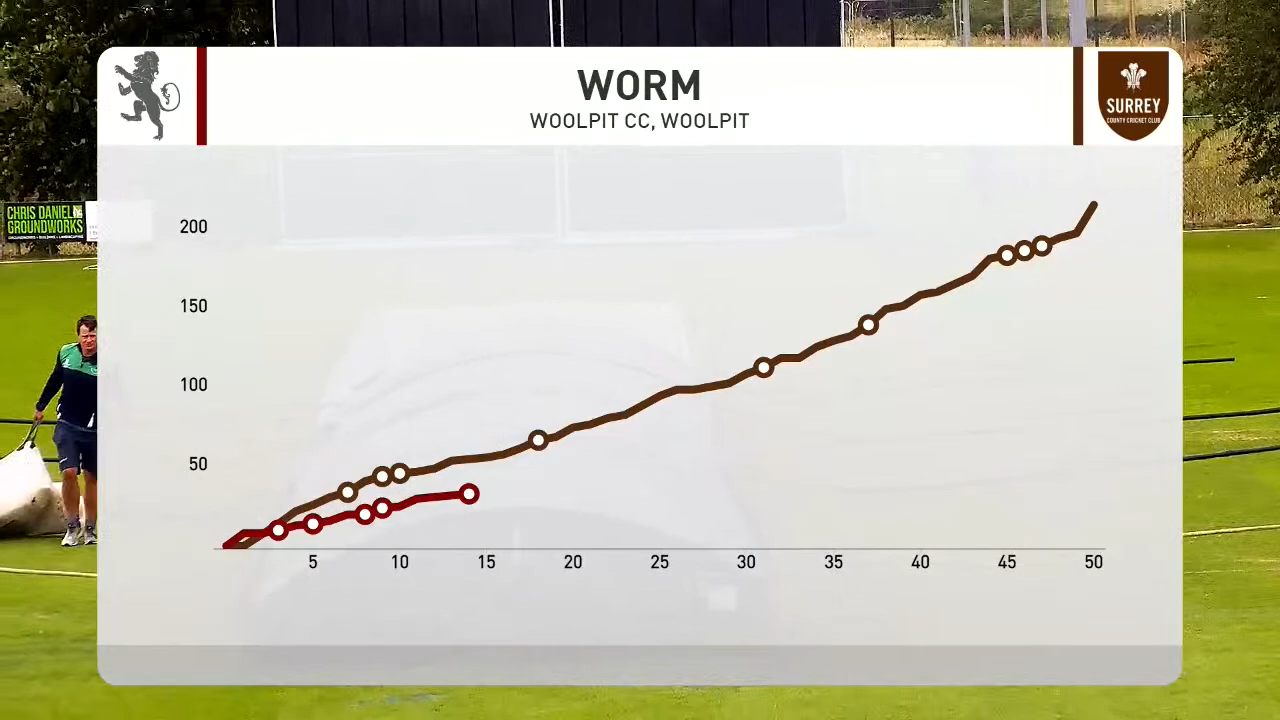 WORM
WOOLPIT CC, WOOLPIT
SURREY
COUNTY CRICKET CLUB
CHRIS DANIEL
GROUNDWORKS
200
150
100
50
5 10 15 20 25 30 35 40 45 50